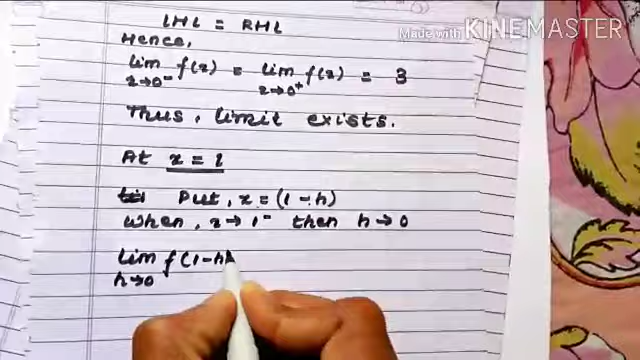 Made with KINEMASTER
LHL = RHL
Hence,
lim f(x) = lim f(x) = 3
x→0⁻ x→0⁺
Thus, limit exists.
At x = 1
Put, x = (1-h)
when, x→1⁻ then h→0
lim f(1-h)
h→0